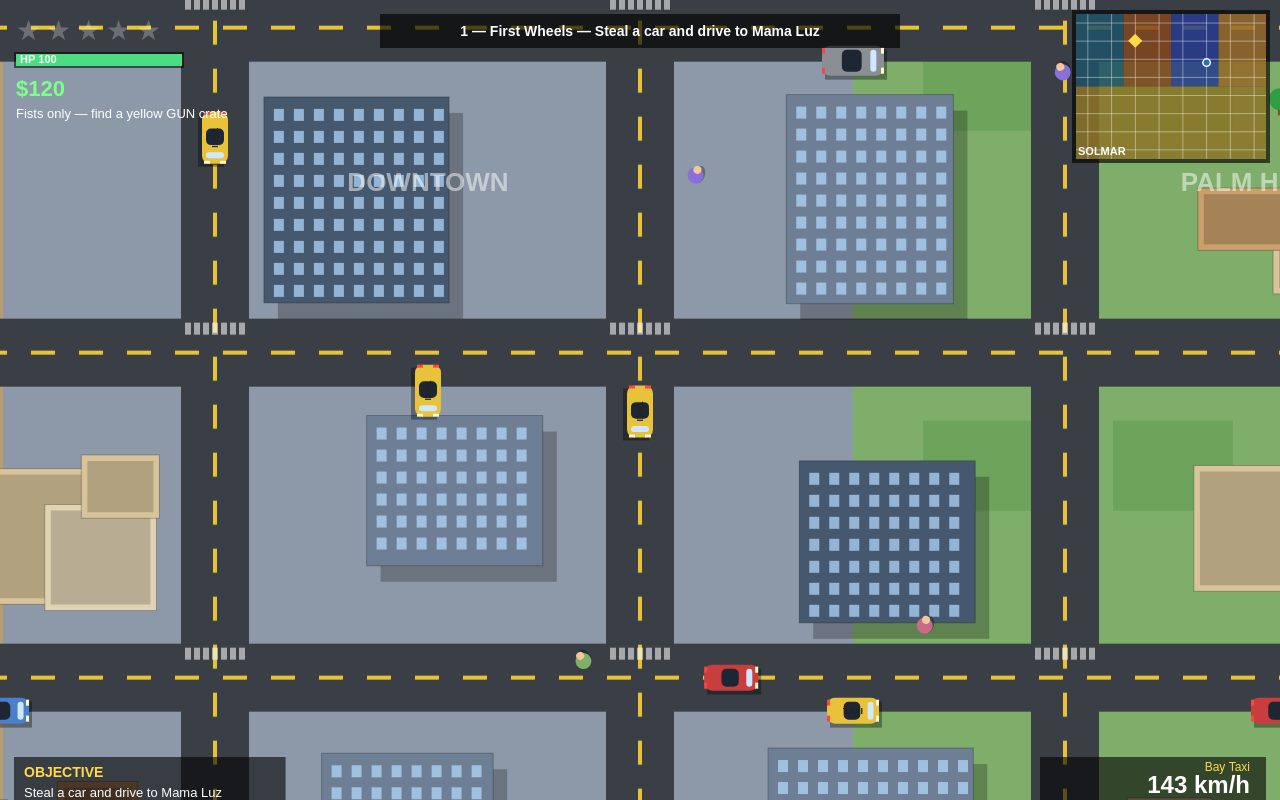 1 — First Wheels — Steal a car and drive to Mama Luz
HP 100
$120
Fists only — find a yellow GUN crate
SOLMAR
DOWNTOWN
PALM H
OBJECTIVE
Steal a car and drive to Mama Luz
Bay Taxi
143 km/h